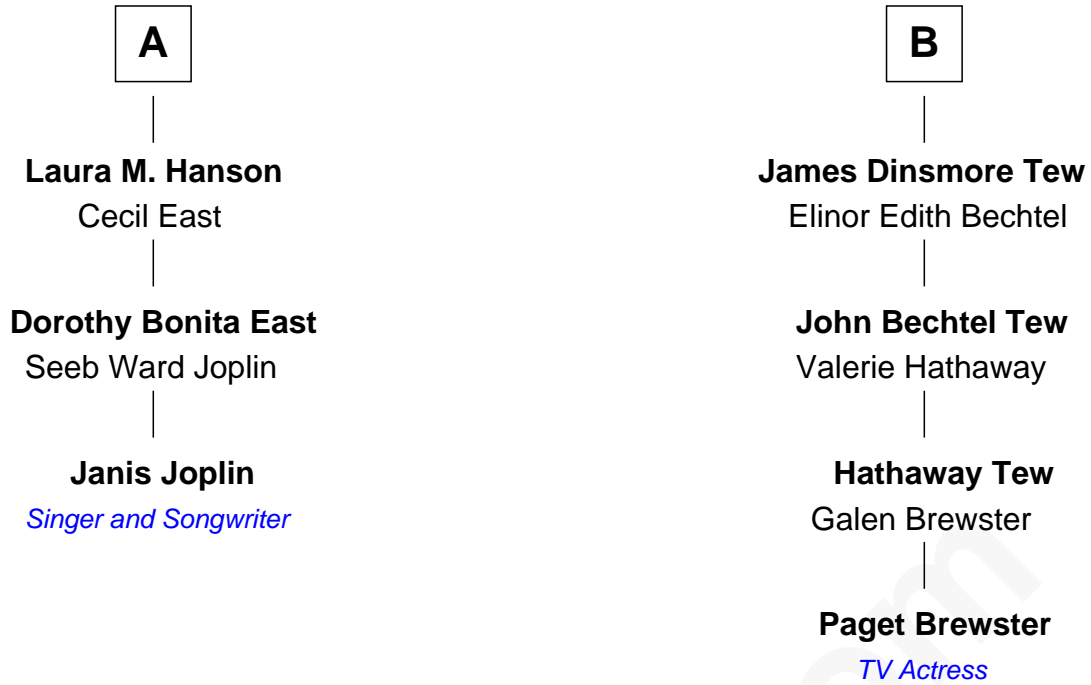 A
Laura M. Hanson
Cecil East
Dorothy Bonita East
Seeb Ward Joplin
Janis Joplin
Singer and Songwriter
B
James Dinsmore Tew
Elinor Edith Bechtel
John Bechtel Tew
Valerie Hathaway
Hathaway Tew
Galen Brewster
Paget Brewster
TV Actress